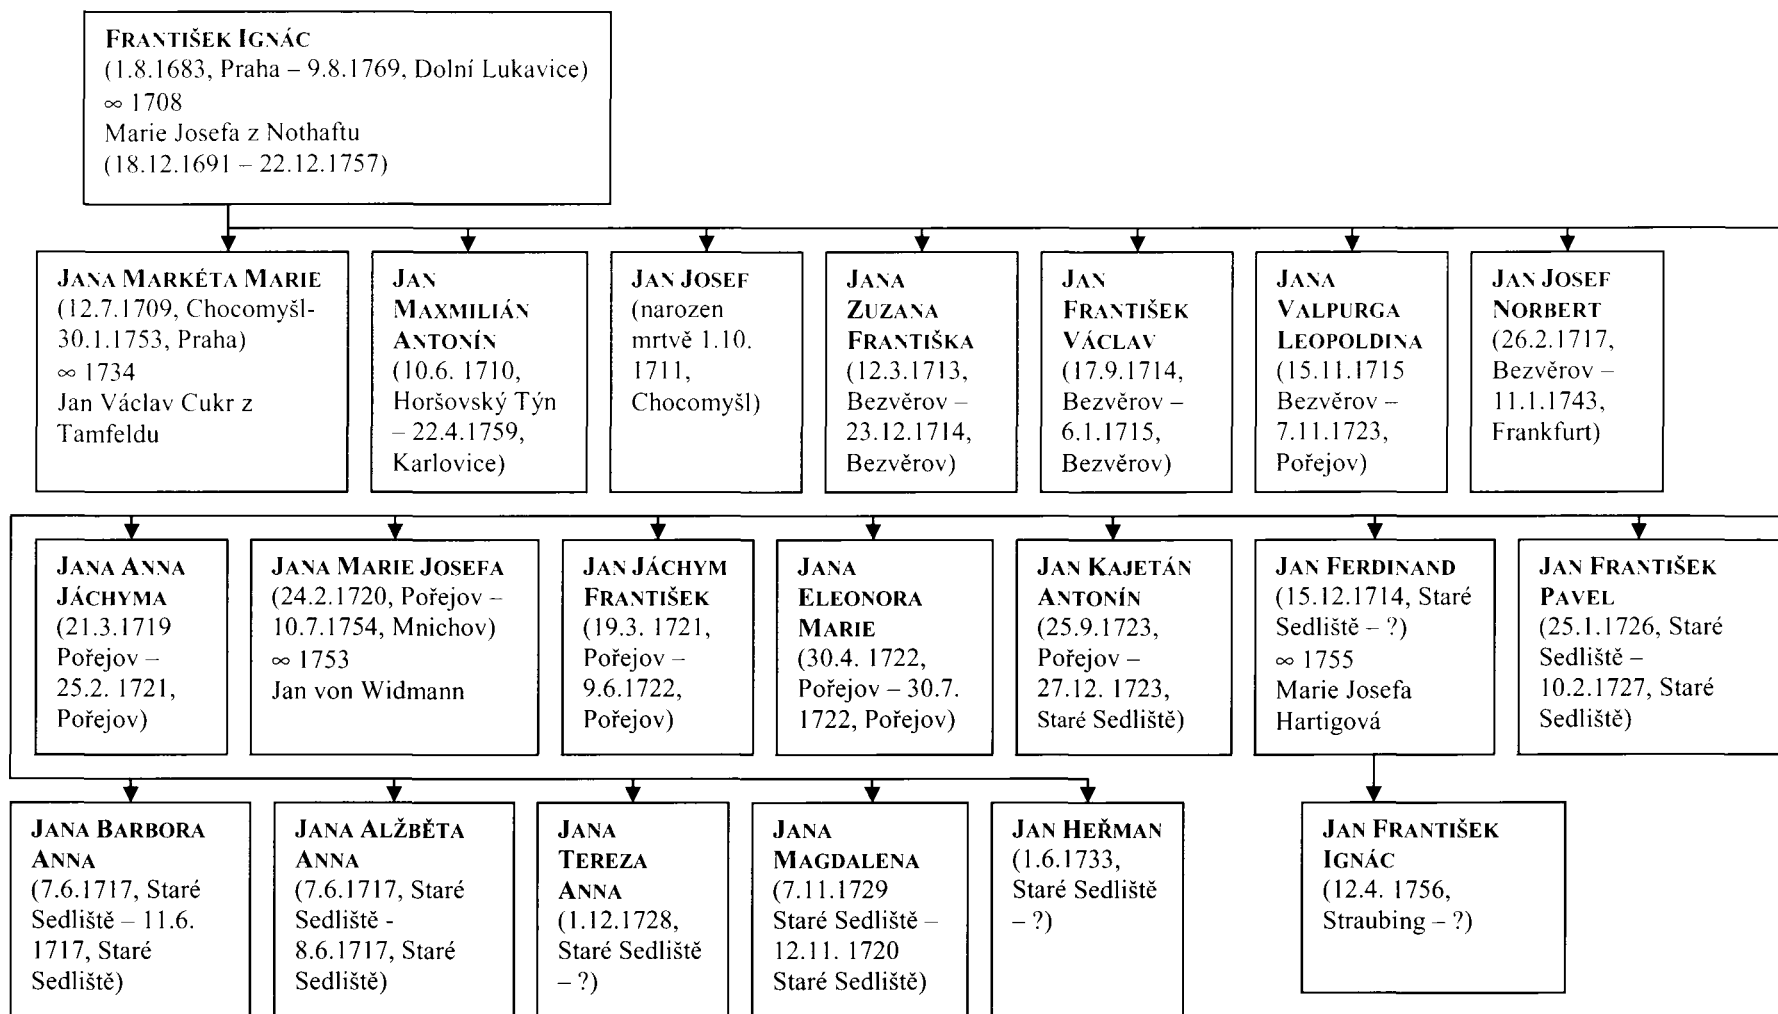 FRANTIŠEK IGNÁC
(1.8.1683, Praha – 9.8.1769, Dolní Lukavice)
∞ 1708
Marie Josefa z Nothaftu
(18.12.1691 – 22.12.1757)
JANA MARKÉTA MARIE
(12.7.1709, Chocomyšl-
30.1.1753, Praha)
∞ 1734
Jan Václav Cukr z
Tamfeldu
JAN
MAXMILIÁN
ANTONÍN
(10.6. 1710,
Horšovský Týn
– 22.4.1759,
Karlovice)
JAN JOSEF
(narozen
mrtvě 1.10.
1711,
Chocomyšl)
JANA
ZUZANA
FRANTIŠKA
(12.3.1713,
Bezvěrov –
23.12.1714,
Bezvěrov)
JAN
FRANTIŠEK
VÁCLAV
(17.9.1714,
Bezvěrov –
6.1.1715,
Bezvěrov)
JANA
VALPURGA
LEOPOLDINA
(15.11.1715
Bezvěrov –
7.11.1723,
Pořejov)
JAN JOSEF
NORBERT
(26.2.1717,
Bezvěrov –
11.1.1743,
Frankfurt)
JANA ANNA
JÁCHYMA
(21.3.1719
Pořejov –
25.2. 1721,
Pořejov)
JANA MARIE JOSEFA
(24.2.1720, Pořejov –
10.7.1754, Mnichov)
∞ 1753
Jan von Widmann
JAN JÁCHYM
FRANTIŠEK
(19.3. 1721,
Pořejov –
9.6.1722,
Pořejov)
JANA
ELEONORA
MARIE
(30.4. 1722,
Pořejov – 30.7.
1722, Pořejov)
JAN KAJETÁN
ANTONÍN
(25.9.1723,
Pořejov –
27.12. 1723,
Staré Sedliště)
JAN FERDINAND
(15.12.1714, Staré
Sedliště – ?)
∞ 1755
Marie Josefa
Hartigová
JAN FRANTIŠEK
PAVEL
(25.1.1726, Staré
Sedliště –
10.2.1727, Staré
Sedliště)
JANA BARBORA
ANNA
(7.6.1717, Staré
Sedliště – 11.6.
1717, Staré
Sedliště)
JANA ALŽBĚTA
ANNA
(7.6.1717, Staré
Sedliště -
8.6.1717, Staré
Sedliště)
JANA
TEREZA
ANNA
(1.12.1728,
Staré Sedliště
– ?)
JANA
MAGDALENA
(7.11.1729
Staré Sedliště –
12.11. 1720
Staré Sedliště)
JAN HEŘMAN
(1.6.1733,
Staré Sedliště
– ?)
JAN FRANTIŠEK
IGNÁC
(12.4. 1756,
Straubing – ?)